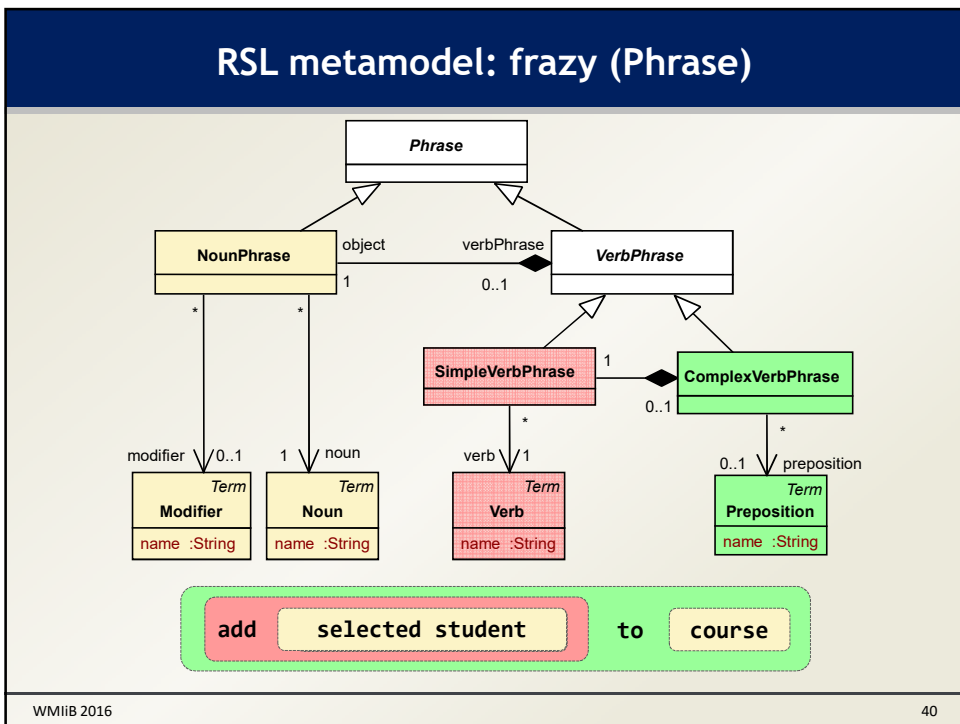 RSL metamodel: frazy (Phrase)
Phrase
NounPhrase
object
verbPhrase
VerbPhrase
1
0..1
*
*
SimpleVerbPhrase
1
ComplexVerbPhrase
0..1
*
*
modifier
0..1
1
noun
verb
1
0..1
preposition
Term
Modifier
name :String
Term
Noun
name :String
Term
Verb
name :String
Term
Preposition
name :String
add selected student to course
WMIiB 2016
40